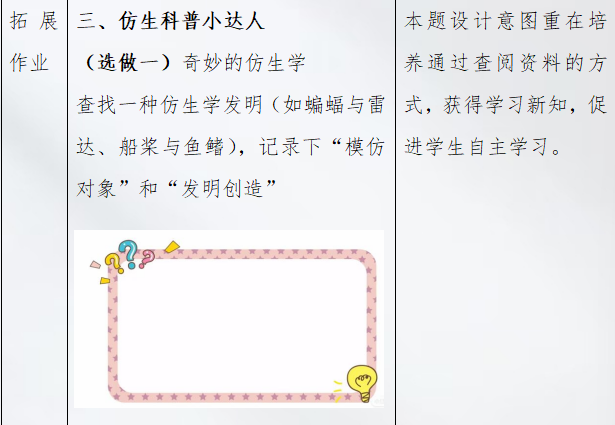 拓展
作业
三、仿生科普小达人
（选做一）奇妙的仿生学
查找一种仿生学发明（如蝙蝠与雷
达、船桨与鱼鳍），记录下“模仿
对象”和“发明创造”
本题设计意图重在培
养通过查阅资料的方
式，获得学习新知，促
进学生自主学习。